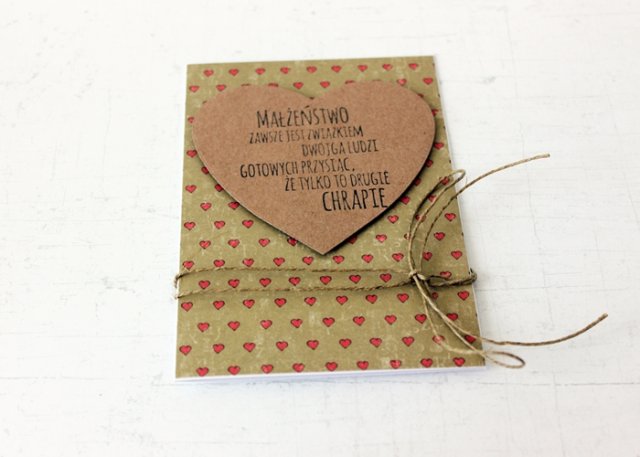 MAŁŻEŃSTWO
ZAWSZE JEST ZWIĄZKIEM
DWOJGA LUDZI
GOTOWYCH PRZYSIĄC,
ŻE TYLKO TO DRUGIE
CHRAPIE